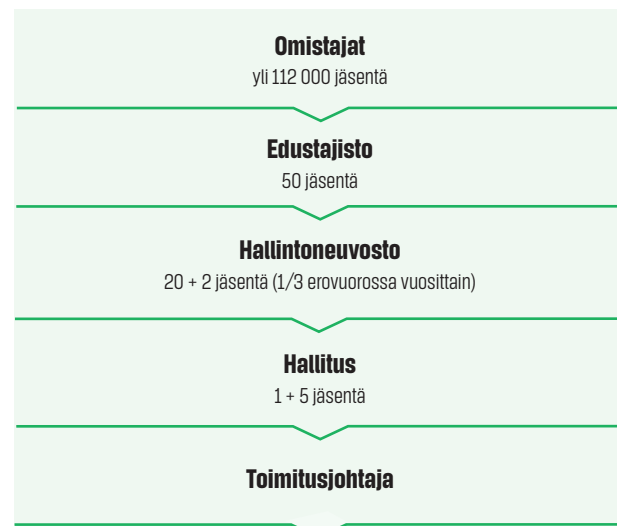 Omistajat
yli 112 000 jäsentä
Edustajisto
50 jäsentä
Hallintoneuvosto
20 + 2 jäsentä (1/3 erovuorossa vuosittain)
Hallitus
1 + 5 jäsentä
Toimitusjohtaja